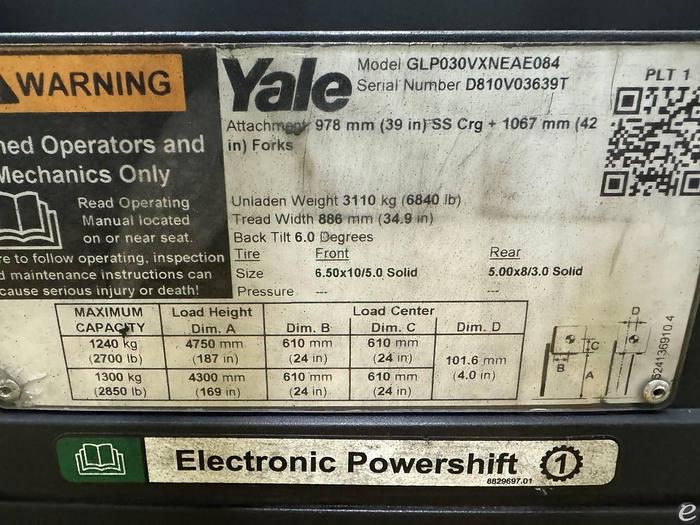 WARNING
Operators and
Mechanics Only
Read Operating
Manual located
on or near seat.
to follow operating, inspection
maintenance instructions can
cause serious injury or death!
Yale
Model GLP030VXNEAE084
Serial Number D810V03639T
PLT 1
Attachment 978 mm (39 in) SS Crg + 1067 mm (42
in) Forks
Unladen Weight 3110 kg (6840 lb)
Tread Width 886 mm (34.9 in)
Back Tilt 6.0 Degrees
Tire Front Rear
Size 6.50x10/5.0 Solid 5.00x8/3.0 Solid
Pressure --- ---
MAXIMUM CAPACITY Load Height Dim. A Load Center
Dim. B Dim. C Dim. D
1240 kg 4750 mm 610 mm 610 mm
(2700 lb) (187 in) (24 in) (24 in)
101.6 mm
(4.0 in)
1300 kg 4300 mm 610 mm 610 mm
(2850 lb) (169 in) (24 in) (24 in)
D
C
B
A
524136910.4
Electronic Powershift 1
8829697.01
e